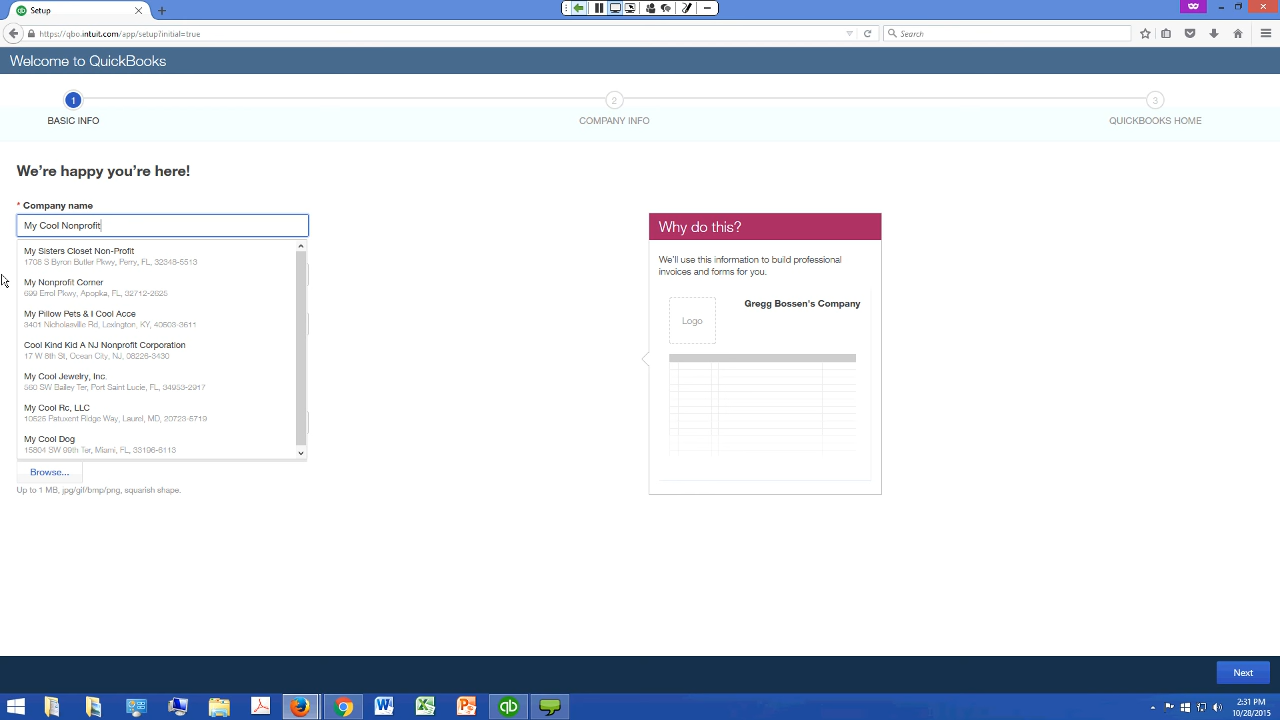 Setup
https://qbo.intuit.com/app/setup?initial=true
Search
Welcome to QuickBooks
1
2
3
BASIC INFO
COMPANY INFO
QUICKBOOKS HOME
We're happy you're here!
* Company name
My Cool Nonprofit
My Sisters Closet Non-Profit
1708 S Byron Butler Pkwy, Perry, FL, 32348-5513
My Nonprofit Corner
699 Errol Pkwy, Apopka, FL, 32712-2625
My Pillow Pets & I Cool Acce
3401 Nicholasville Rd, Lexington, KY, 40503-3611
Cool Kind Kid A NJ Nonprofit Corporation
17 W 8th St, Ocean City, NJ, 08226-3430
My Cool Jewelry, Inc.
560 SW Bailey Ter, Port Saint Lucie, FL, 34953-2917
My Cool Rc, LLC
10525 Patuxent Ridge Way, Laurel, MD, 20723-5719
My Cool Dog
15804 SW 99th Ter, Miami, FL, 33196-6113
Browse...
Up to 1 MB, jpg/gif/bmp/png, squarish shape.
Why do this?
We'll use this information to build professional
invoices and forms for you.
Logo
Gregg Bossen's Company
Next
2:31 PM
10/28/2015